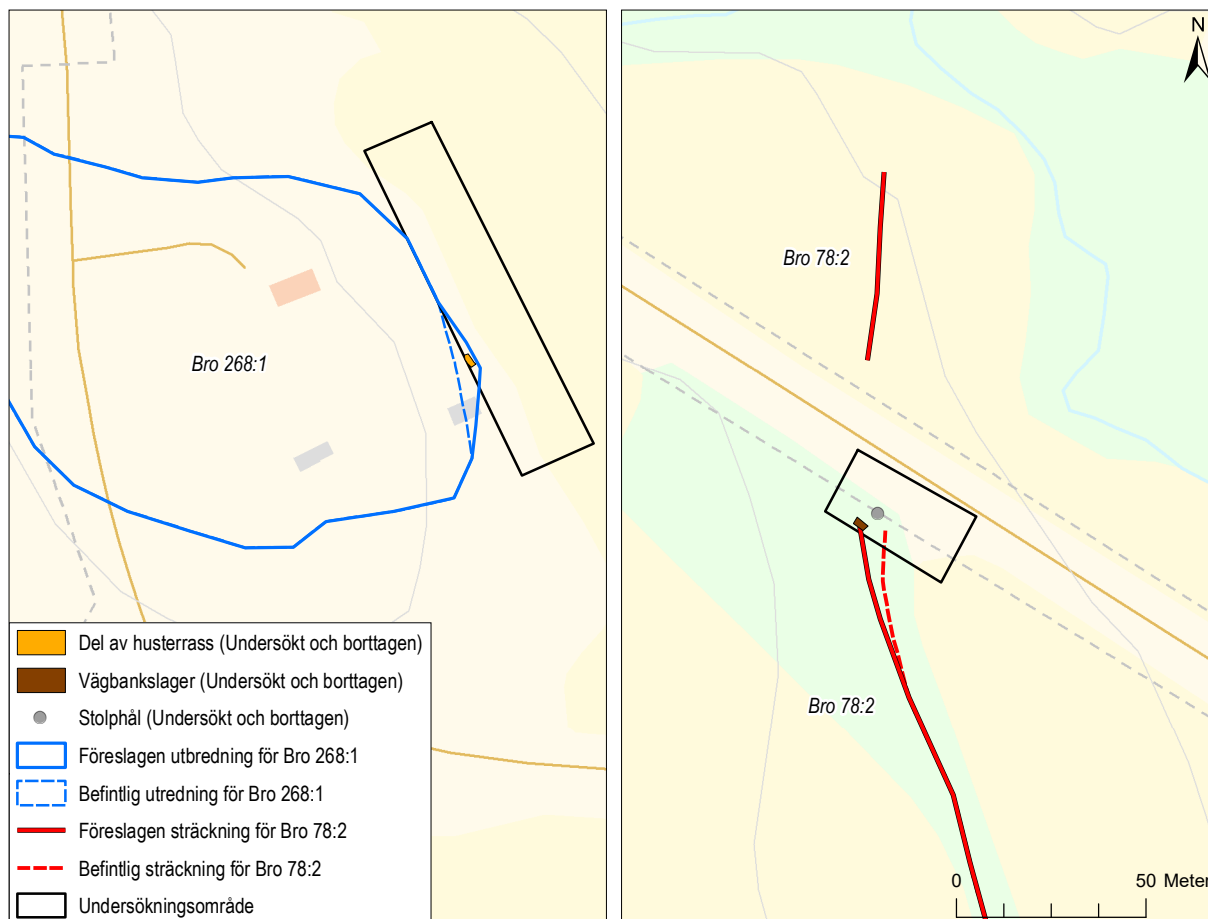 N
Bro 78:2
Bro 268:1
Bro 78:2
Del av husterrass (Undersökt och borttagen)
Vägbankslager (Undersökt och borttagen)
Stolphål (Undersökt och borttagen)
Föreslagen utbredning för Bro 268:1
Befintlig utredning för Bro 268:1
Föreslagen sträckning för Bro 78:2
Befintlig sträckning för Bro 78:2
Undersökningsområde
0 50 Meter